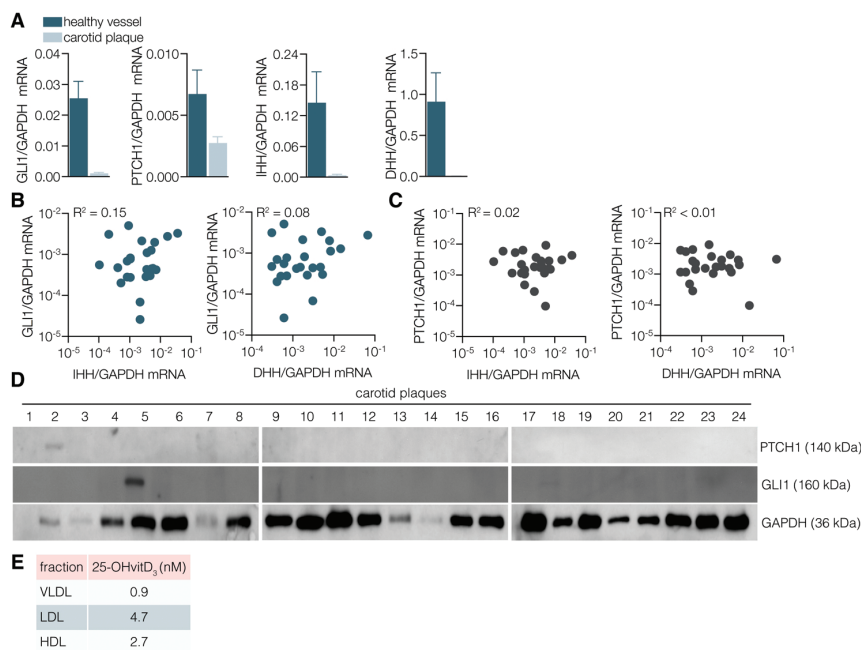 A
healthy vessel
carotid plaque
GLI1/GAPDH mRNA
0.04
0.03
0.02
0.01
0.00
PTCH1/GAPDH mRNA
0.010
0.005
0.000
IHH/GAPDH mRNA
0.24
0.18
0.12
0.06
0.00
DHH/GAPDH mRNA
1.5
1.0
0.5
0.0
B
R² = 0.15
GLI1/GAPDH mRNA
10⁻²
10⁻³
10⁻⁴
10⁻⁵
10⁻⁵ 10⁻⁴ 10⁻³ 10⁻² 10⁻¹
IHH/GAPDH mRNA
R² = 0.08
GLI1/GAPDH mRNA
10⁻²
10⁻³
10⁻⁴
10⁻⁵
10⁻⁴ 10⁻³ 10⁻² 10⁻¹
DHH/GAPDH mRNA
C
R² = 0.02
PTCH1/GAPDH mRNA
10⁻¹
10⁻²
10⁻³
10⁻⁴
10⁻⁵
10⁻⁵ 10⁻⁴ 10⁻³ 10⁻² 10⁻¹
IHH/GAPDH mRNA
R² < 0.01
PTCH1/GAPDH mRNA
10⁻¹
10⁻²
10⁻³
10⁻⁴
10⁻⁵
10⁻⁴ 10⁻³ 10⁻² 10⁻¹
DHH/GAPDH mRNA
D
carotid plaques
1 2 3 4 5 6 7 8 9 10 11 12 13 14 15 16 17 18 19 20 21 22 23 24
PTCH1 (140 kDa)
GLI1 (160 kDa)
GAPDH (36 kDa)
E
fraction 25-OHvitD₃ (nM)
VLDL 0.9
LDL 4.7
HDL 2.7